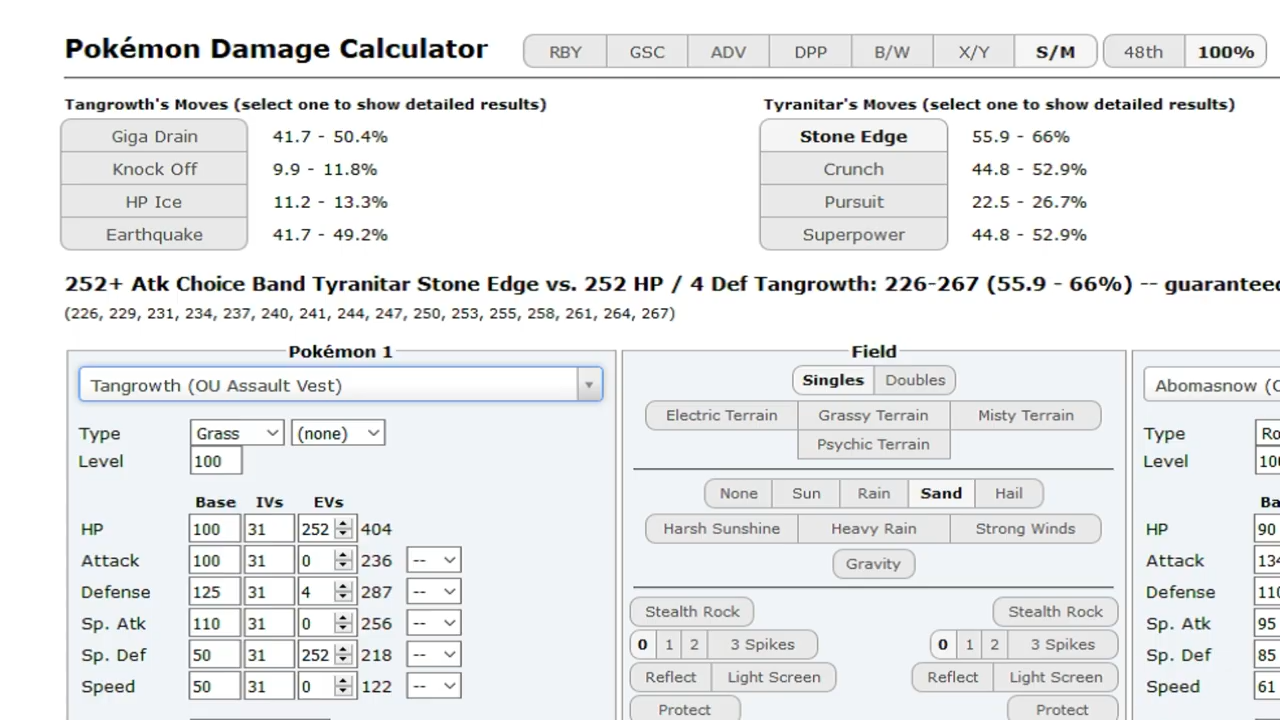 Pokémon Damage Calculator RBY GSC ADV DPP B/W X/Y S/M 48th 100%
Tangrowth's Moves (select one to show detailed results) Tyranitar's Moves (select one to show detailed results)
Giga Drain 41.7 - 50.4% Stone Edge 55.9 - 66%
Knock Off 9.9 - 11.8% Crunch 44.8 - 52.9%
HP Ice 11.2 - 13.3% Pursuit 22.5 - 26.7%
Earthquake 41.7 - 49.2% Superpower 44.8 - 52.9%
252+ Atk Choice Band Tyranitar Stone Edge vs. 252 HP / 4 Def Tangrowth: 226-267 (55.9 - 66%) -- guaranteed
(226, 229, 231, 234, 237, 240, 241, 244, 247, 250, 253, 255, 258, 261, 264, 267)
Pokémon 1
Tangrowth (OU Assault Vest)
Type Grass (none)
Level 100
Base IVs EVs
HP 100 31 252 404
Attack 100 31 0 236 --
Defense 125 31 4 287 --
Sp. Atk 110 31 0 256 --
Sp. Def 50 31 252 218 --
Speed 50 31 0 122 --
Field
Singles Doubles
Electric Terrain Grassy Terrain Misty Terrain
Psychic Terrain
None Sun Rain Sand Hail
Harsh Sunshine Heavy Rain Strong Winds
Gravity
Stealth Rock Stealth Rock
0 1 2 3 Spikes 0 1 2 3 Spikes
Reflect Light Screen Reflect Light Screen
Protect Protect
Abomasnow (
Type Ro
Level 100
Ba
HP 90
Attack 134
Defense 110
Sp. Atk 95
Sp. Def 85
Speed 61